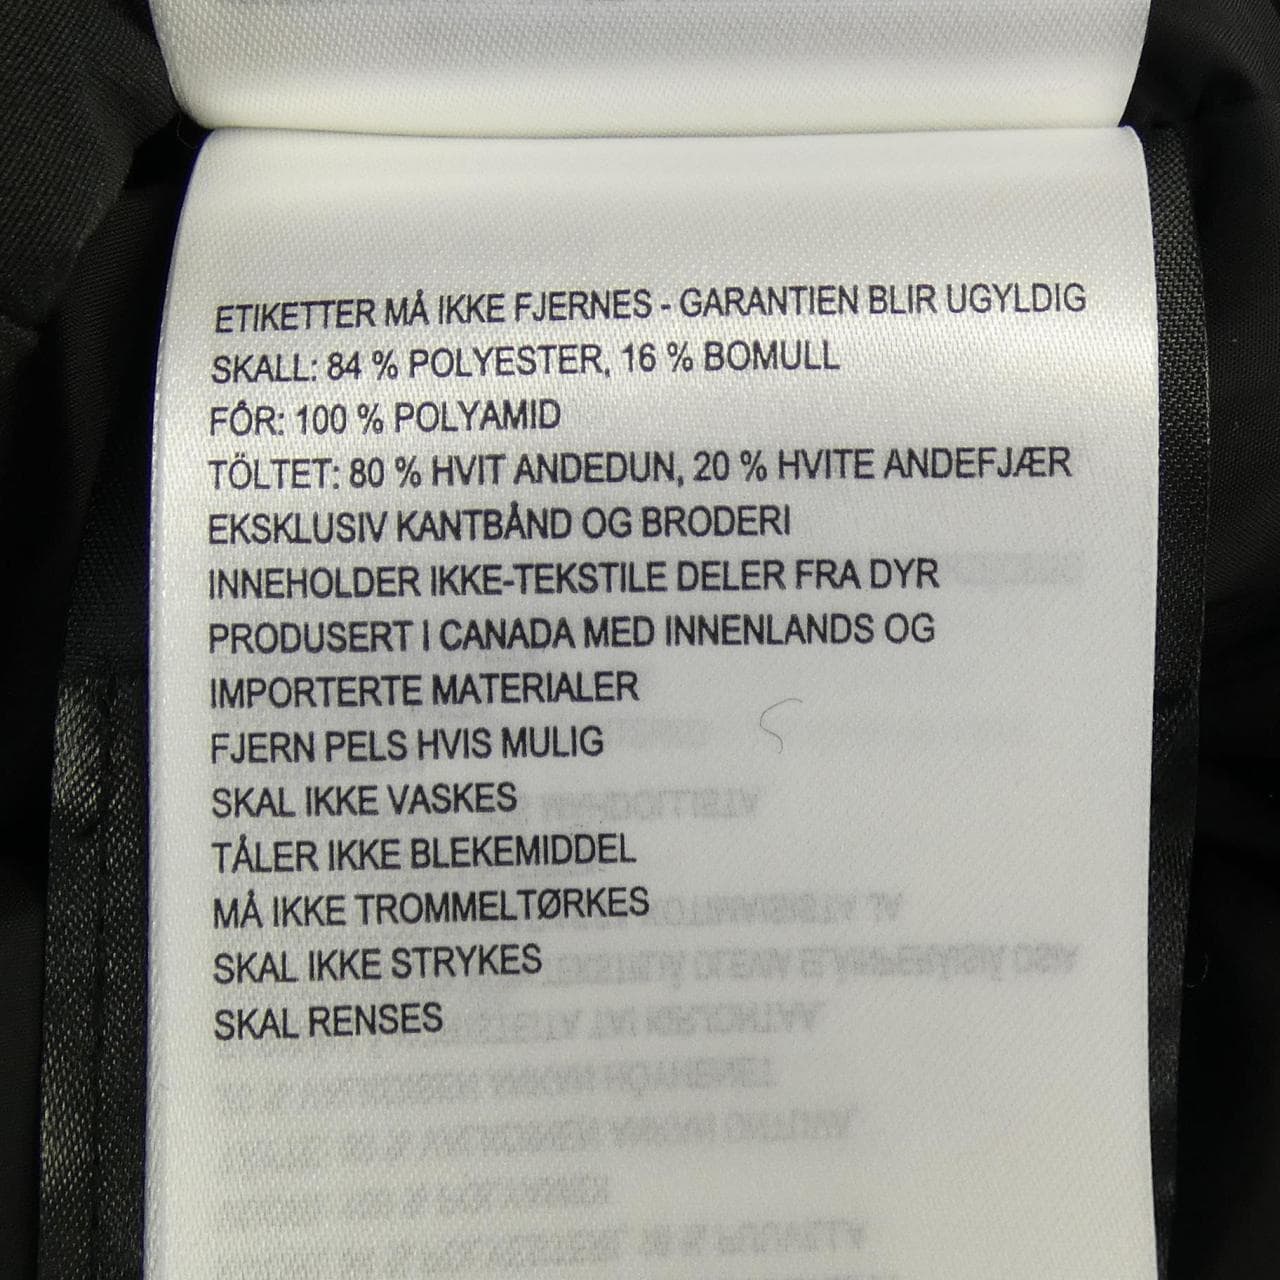 ETIKETTER MÅ IKKE FJERNES - GARANTIEN BLIR UGYLDIG
SKALL: 84 % POLYESTER, 16 % BOMULL
FÔR: 100 % POLYAMID
TÖLTET: 80 % HVIT ANDEDUN, 20 % HVITE ANDEFJÆR
EKSKLUSIV KANTBÅND OG BRODERI
INNEHOLDER IKKE-TEKSTILE DELER FRA DYR
PRODUSERT I CANADA MED INNENLANDS OG
IMPORTERTE MATERIALER
FJERN PELS HVIS MULIG
SKAL IKKE VASKES
TÅLER IKKE BLEKEMIDDEL
MÅ IKKE TROMMELTØRKES
SKAL IKKE STRYKES
SKAL RENSES